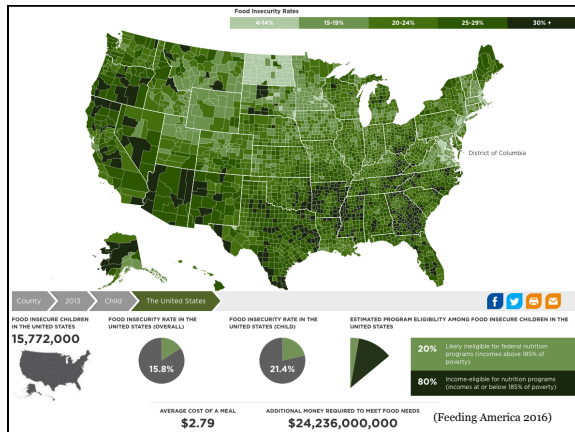 Food Insecurity Rates
4-14%
15-19%
20-24%
25-29%
30% +
District of Columbia
County
2013
Child
The United States
FOOD INSECURE CHILDREN
IN THE UNITED STATES
15,772,000
FOOD INSECURITY RATE IN THE
UNITED STATES (OVERALL)
15.8%
FOOD INSECURITY RATE IN THE
UNITED STATES (CHILD)
21.4%
ESTIMATED PROGRAM ELIGIBILITY AMONG FOOD INSECURE CHILDREN IN THE
UNITED STATES
20%
Likely ineligible for federal nutrition
programs (incomes above 185% of
poverty)
80%
Income-eligible for nutrition programs
(incomes at or below 185% of
poverty)
AVERAGE COST OF A MEAL
$2.79
ADDITIONAL MONEY REQUIRED TO MEET FOOD NEEDS
$24,236,000,000
(Feeding America 2016)